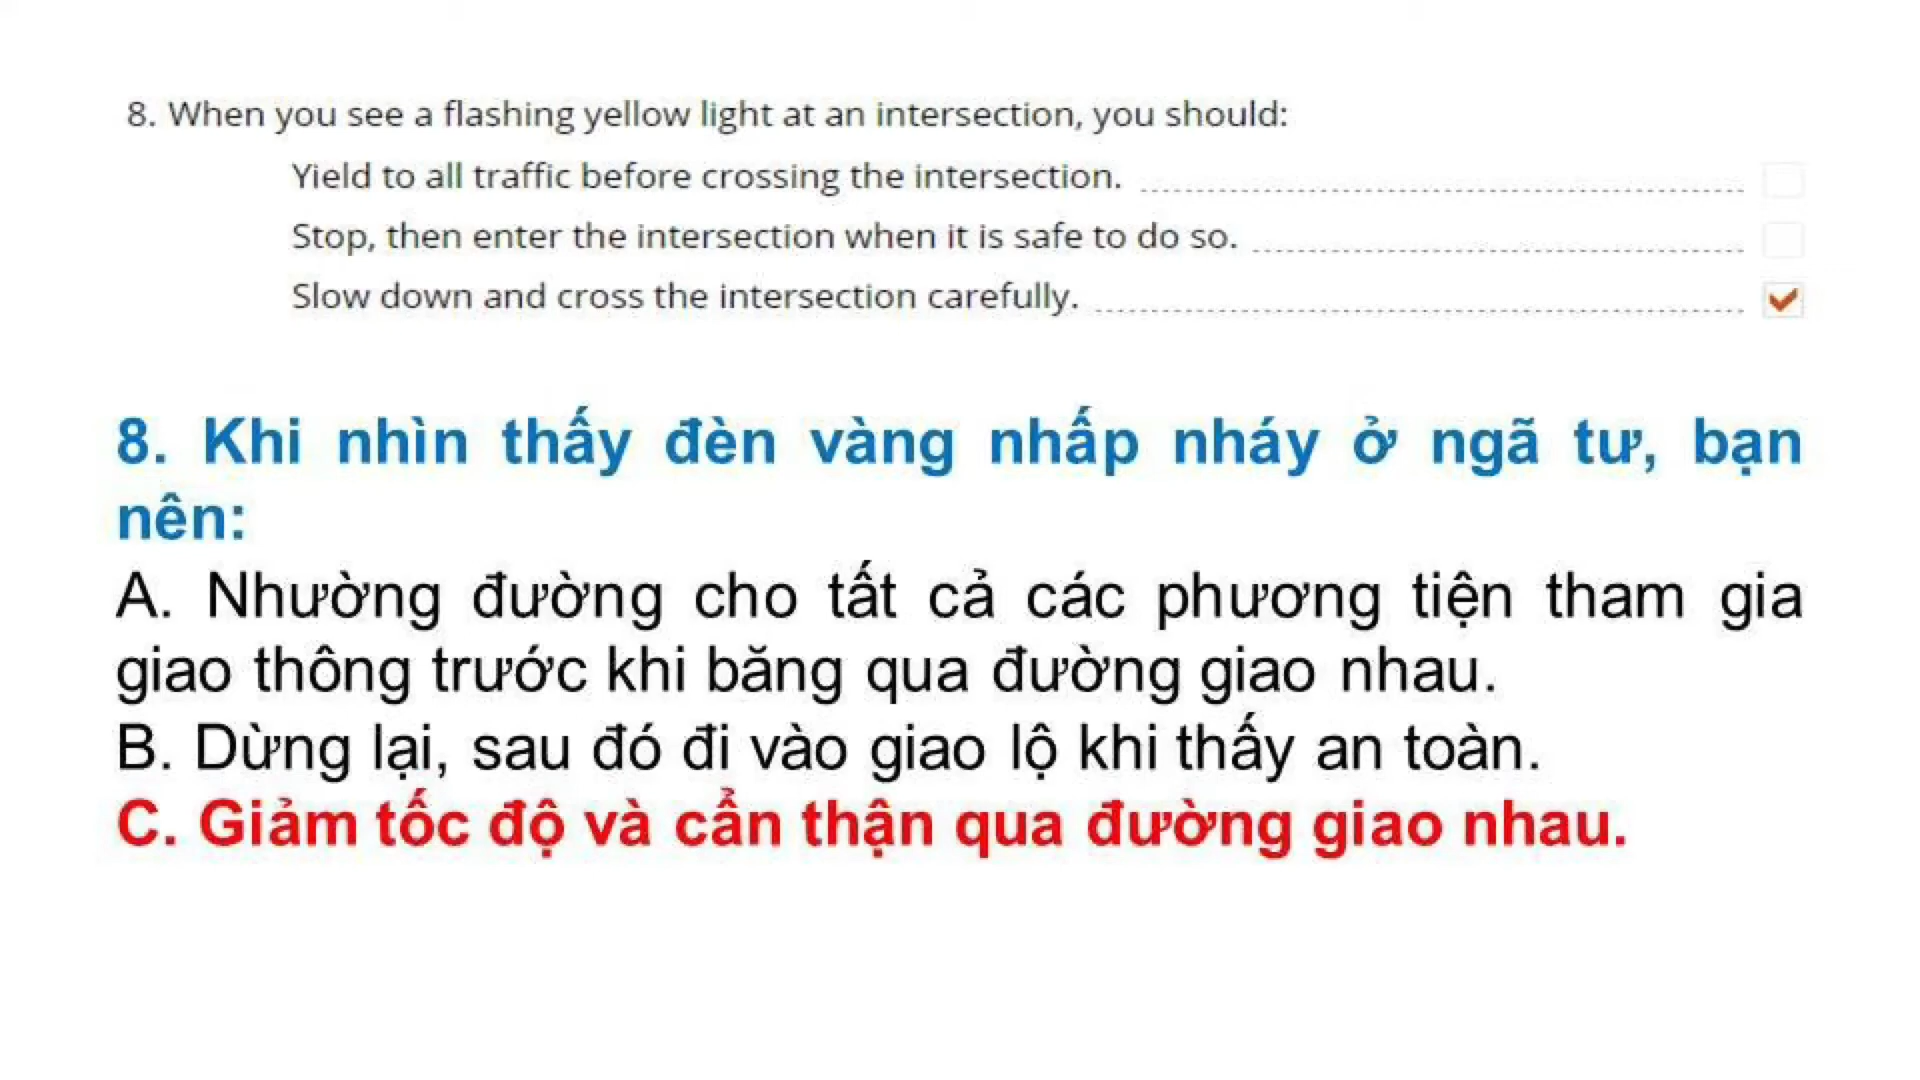 8. When you see a flashing yellow light at an intersection, you should:
Yield to all traffic before crossing the intersection.
Stop, then enter the intersection when it is safe to do so.
Slow down and cross the intersection carefully.
8. Khi nhìn thấy đèn vàng nhấp nháy ở ngã tư, bạn
nên:
A. Nhường đường cho tất cả các phương tiện tham gia
giao thông trước khi băng qua đường giao nhau.
B. Dừng lại, sau đó đi vào giao lộ khi thấy an toàn.
C. Giảm tốc độ và cẩn thận qua đường giao nhau.